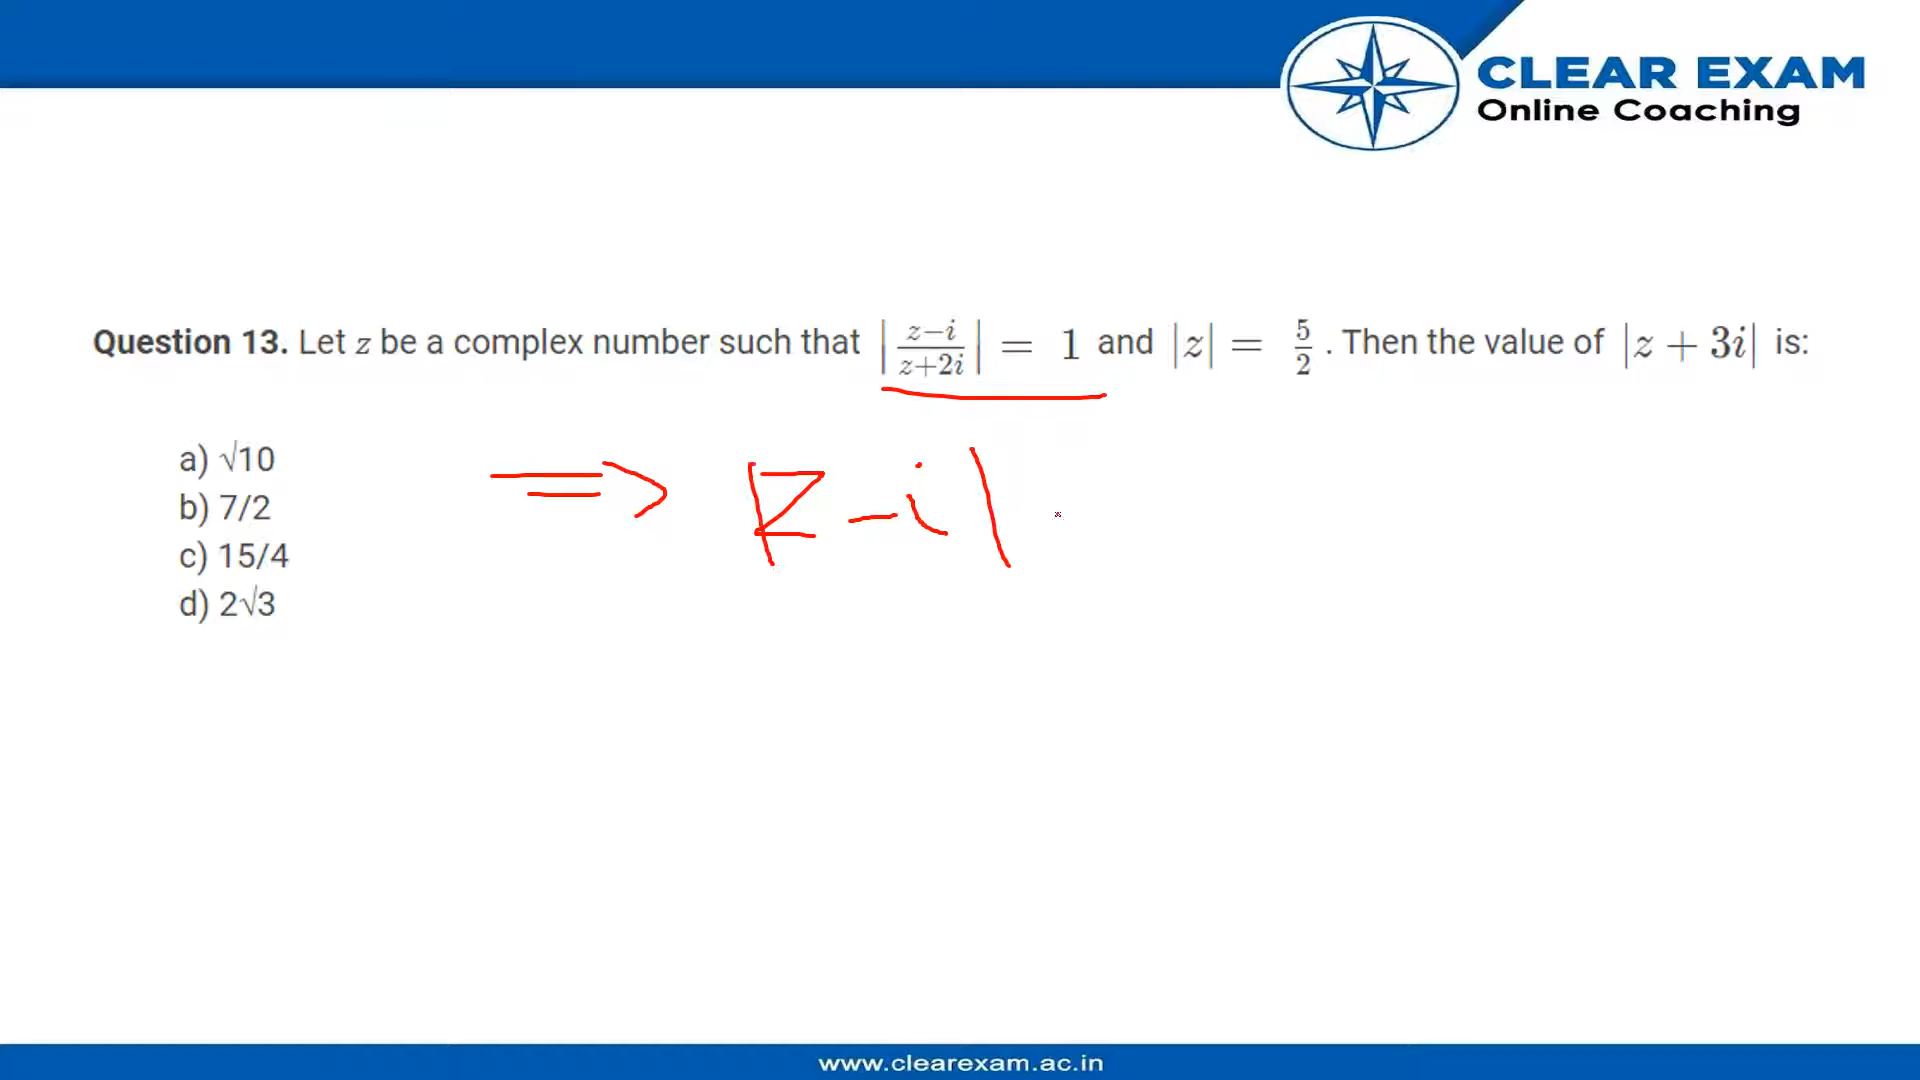 CLEAR EXAM
Online Coaching
Question 13. Let z be a complex number such that |z−i/z+2i| = 1 and |z| = 5/2 . Then the value of |z + 3i| is:
a) √10
b) 7/2
c) 15/4
d) 2√3
⇒ |z - i|
www.clearexam.ac.in